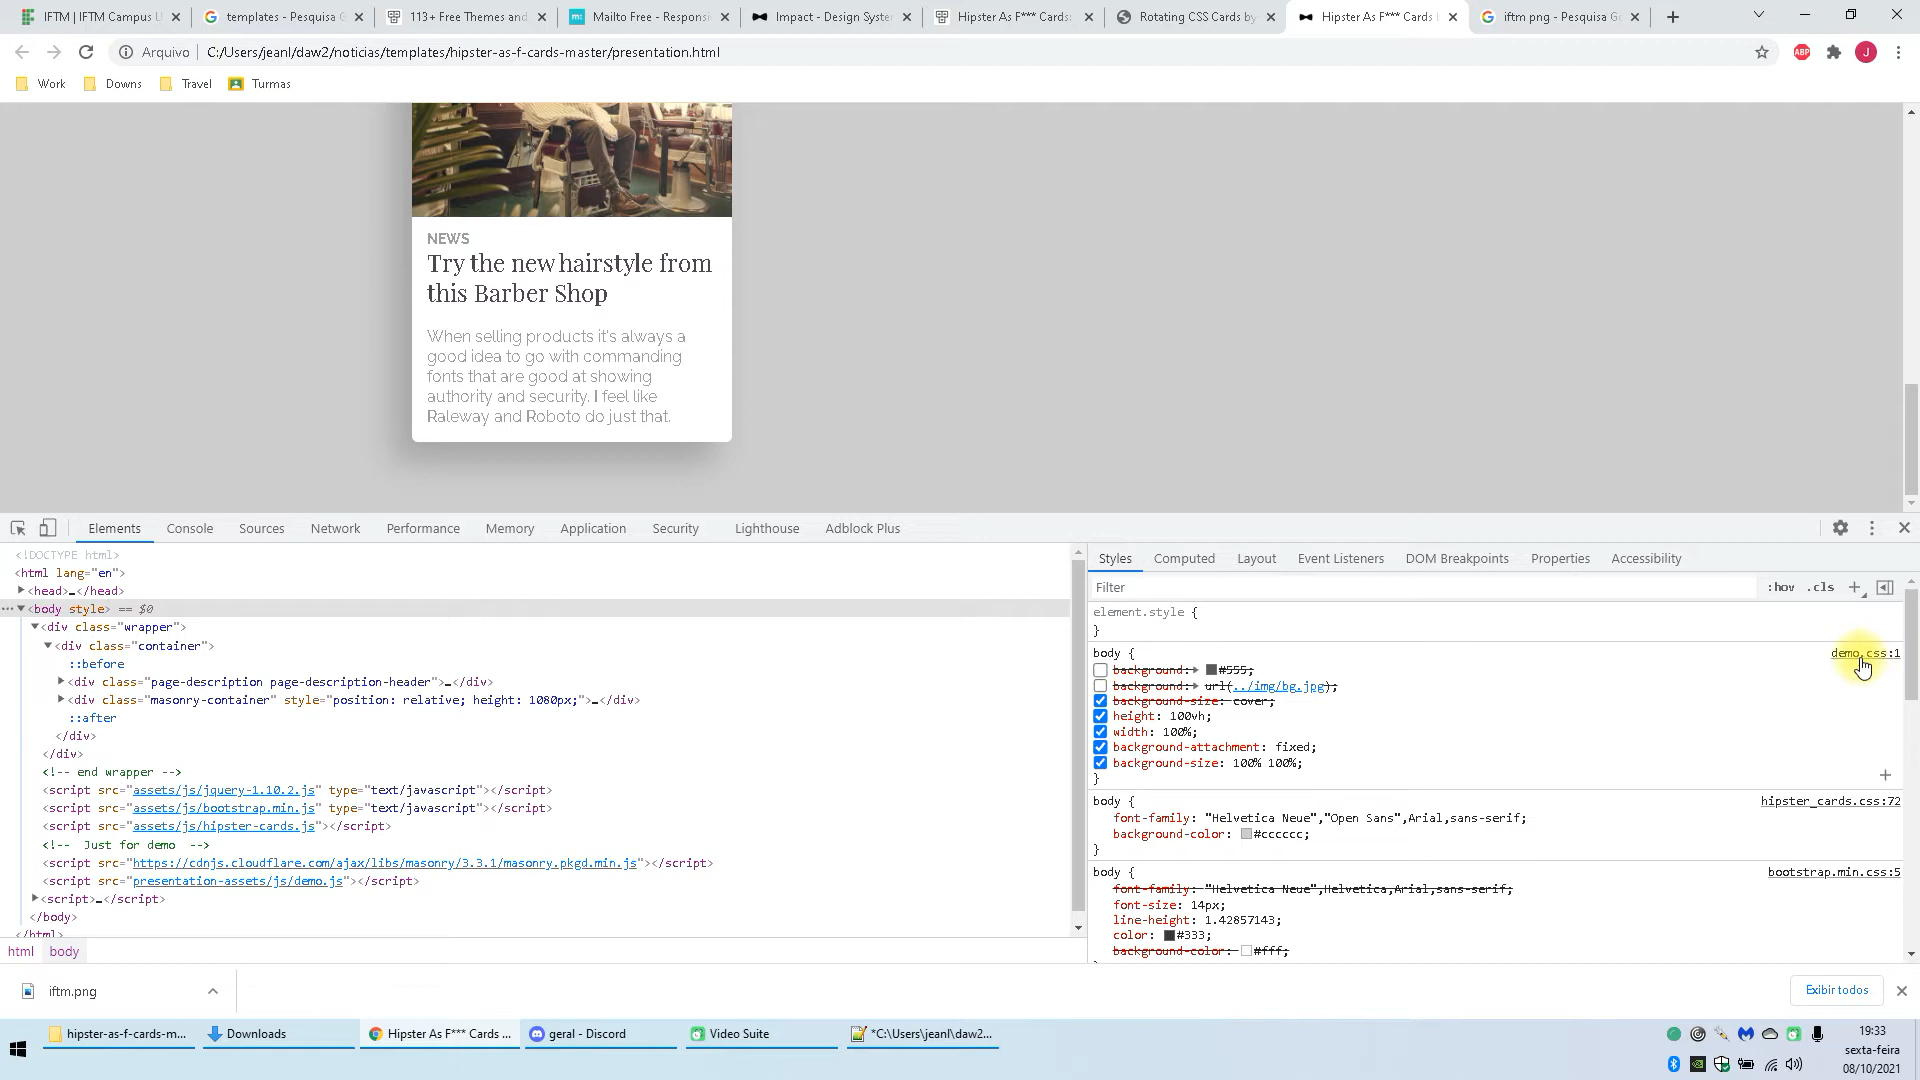 IFTM | IFTM Campus U
templates - Pesquisa G
113+ Free Themes and
Mailto Free - Responsi
Impact - Design System
Hipster As F*** Cards:
Rotating CSS Cards by
Hipster As F*** Cards
iftm png - Pesquisa Go
Arquivo
C:/Users/jeanl/daw2/noticias/templates/hipster-as-f-cards-master/presentation.html
ABP
J
Work
Downs
Travel
Turmas
NEWS
Try the new hairstyle from
this Barber Shop
When selling products it's always a
good idea to go with commanding
fonts that are good at showing
authority and security. I feel like
Raleway and Roboto do just that.
Elements
Console
Sources
Network
Performance
Memory
Application
Security
Lighthouse
Adblock Plus
<!DOCTYPE html>
<html lang="en">
<head>…</head>
<body style> == $0
<div class="wrapper">
<div class="container">
::before
<div class="page-description page-description-header">…</div>
<div class="masonry-container" style="position: relative; height: 1080px;">…</div>
::after
</div>
</div>
<!-- end wrapper -->
<script src="assets/js/jquery-1.10.2.js" type="text/javascript"></script>
<script src="assets/js/bootstrap.min.js" type="text/javascript"></script>
<script src="assets/js/hipster-cards.js"></script>
<!-- Just for demo -->
<script src="https://cdnjs.cloudflare.com/ajax/libs/masonry/3.3.1/masonry.pkgd.min.js"></script>
<script src="presentation-assets/js/demo.js"></script>
<script>…</script>
</body>
</html>
html
body
Styles
Computed
Layout
Event Listeners
DOM Breakpoints
Properties
Accessibility
Filter
:hov
.cls
element.style {
}
body {
demo.css:1
background: #555;
background: url(../img/bg.jpg);
background-size: cover;
height: 100vh;
width: 100%;
background-attachment: fixed;
background-size: 100% 100%;
}
body {
hipster_cards.css:72
font-family: "Helvetica Neue","Open Sans",Arial,sans-serif;
background-color: #cccccc;
}
body {
bootstrap.min.css:5
font-family: "Helvetica Neue",Helvetica,Arial,sans-serif;
font-size: 14px;
line-height: 1.42857143;
color: #333;
background-color: #fff;
iftm.png
Exibir todos
hipster-as-f-cards-m...
Downloads
Hipster As F*** Cards ...
geral - Discord
Video Suite
*C:\Users\jeanl\daw2...
19:33
sexta-feira
08/10/2021